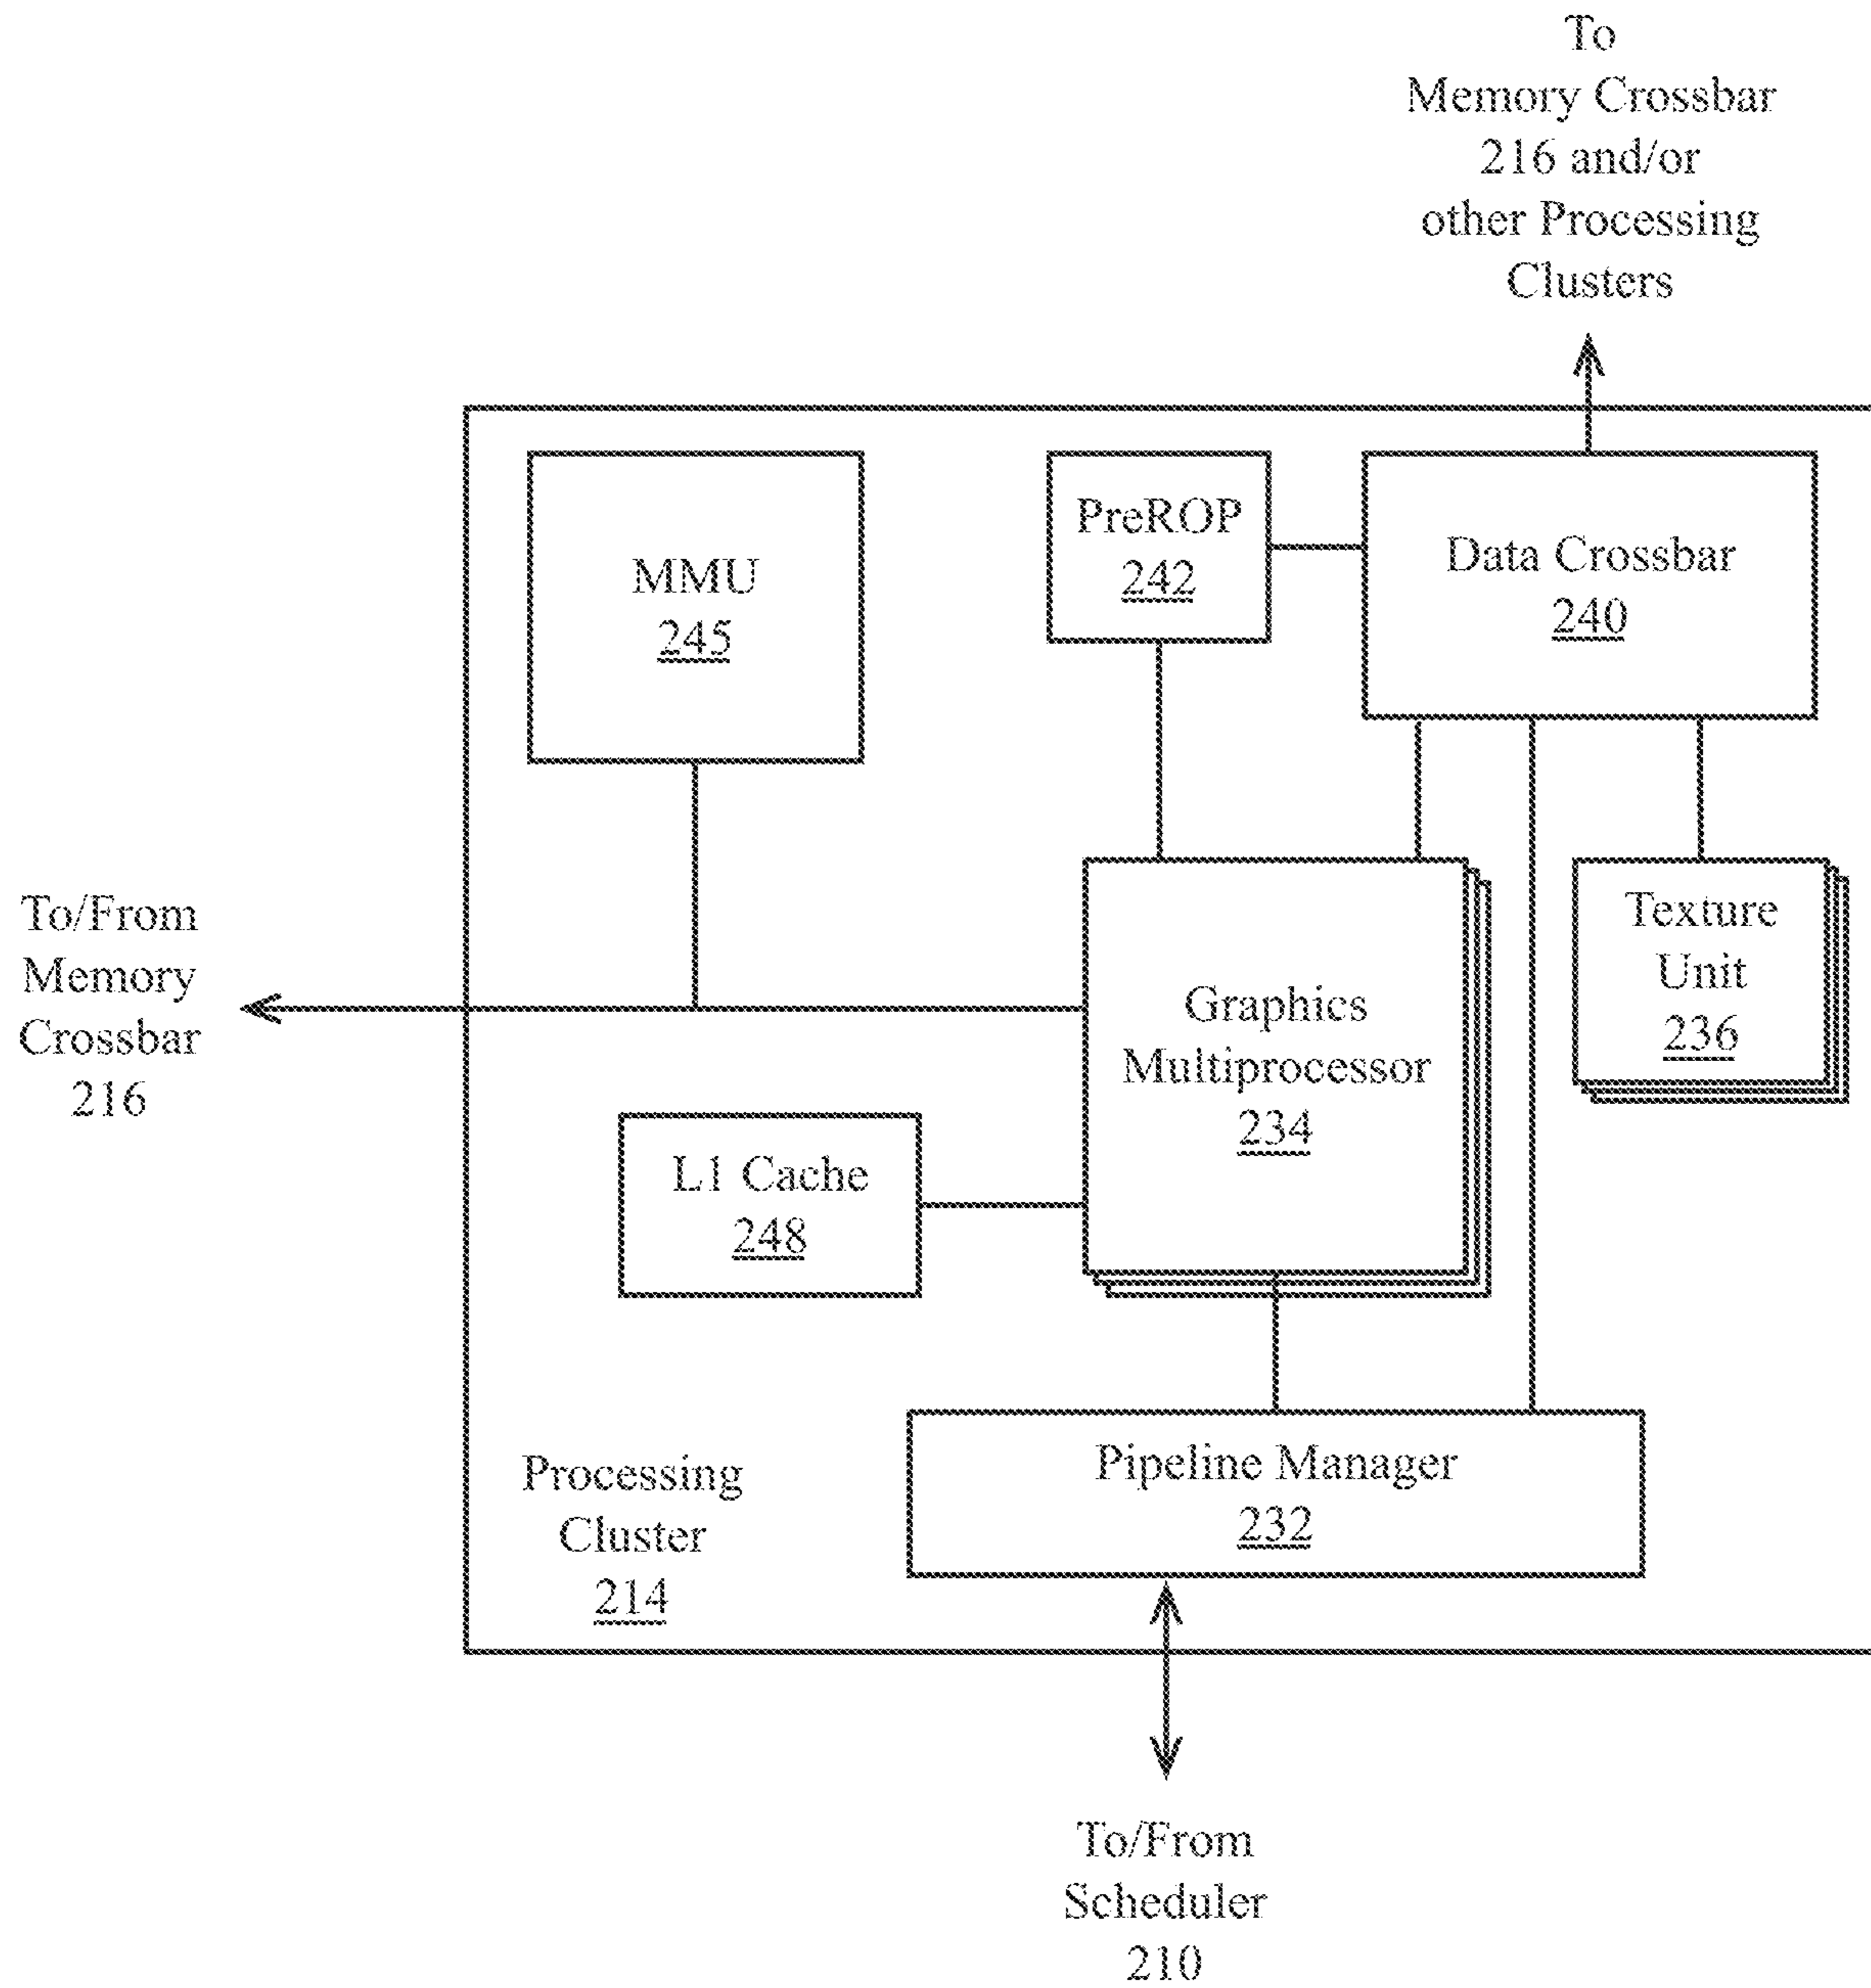 To
Memory Crossbar
216 and/or
other Processing
Clusters
MMU
245
PreROP
242
Data Crossbar
240
To/From
Memory
Crossbar
216
Graphics
Multiprocessor
234
Texture
Unit
236
L1 Cache
248
Processing
Cluster
214
Pipeline Manager
232
To/From
Scheduler
210